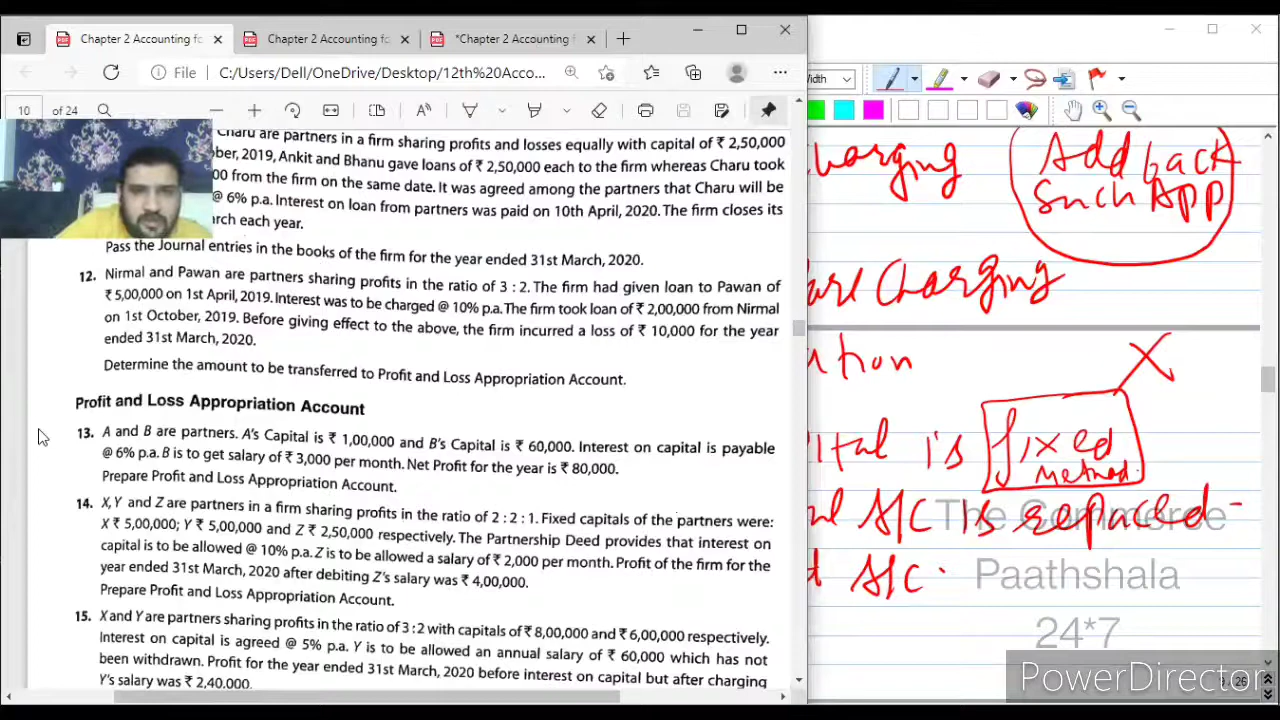 Chapter 2 Accounting fo
Chapter 2 Accounting fo
*Chapter 2 Accounting f
File
C:/Users/Dell/OneDrive/Desktop/12th%20Acco...
10 of 24
Charu are partners in a firm sharing profits and losses equally with capital of ₹ 2,50,000
ber, 2019, Ankit and Bhanu gave loans of ₹ 2,50,000 each to the firm whereas Charu took
00 from the firm on the same date. It was agreed among the partners that Charu will be
@ 6% p.a. Interest on loan from partners was paid on 10th April, 2020. The firm closes its
arch each year.
Pass the Journal entries in the books of the firm for the year ended 31st March, 2020.
12. Nirmal and Pawan are partners sharing profits in the ratio of 3 : 2. The firm had given loan to Pawan of
₹ 5,00,000 on 1st April, 2019. Interest was to be charged @ 10% p.a. The firm took loan of ₹ 2,00,000 from Nirmal
on 1st October, 2019. Before giving effect to the above, the firm incurred a loss of ₹ 10,000 for the year
ended 31st March, 2020.
Determine the amount to be transferred to Profit and Loss Appropriation Account.
Profit and Loss Appropriation Account
13. A and B are partners. A's Capital is ₹ 1,00,000 and B's Capital is ₹ 60,000. Interest on capital is payable
@ 6% p.a. B is to get salary of ₹ 3,000 per month. Net Profit for the year is ₹ 80,000.
Prepare Profit and Loss Appropriation Account.
14. X, Y and Z are partners in a firm sharing profits in the ratio of 2 : 2 : 1. Fixed capitals of the partners were:
X ₹ 5,00,000; Y ₹ 5,00,000 and Z ₹ 2,50,000 respectively. The Partnership Deed provides that interest on
capital is to be allowed @ 10% p.a. Z is to be allowed a salary of ₹ 2,000 per month. Profit of the firm for the
year ended 31st March, 2020 after debiting Z's salary was ₹ 4,00,000.
Prepare Profit and Loss Appropriation Account.
15. X and Y are partners sharing profits in the ratio of 3 : 2 with capitals of ₹ 8,00,000 and ₹ 6,00,000 respectively.
Interest on capital is agreed @ 5% p.a. Y is to be allowed an annual salary of ₹ 60,000 which has not
been withdrawn. Profit for the year ended 31st March, 2020 before interest on capital but after charging
Y's salary was ₹ 2,40,000.
Width
Charging
Add back
Such App
Charging
X
is fixed
Method.
A/C is repaced
A/C.
The Commerce
Paathshala
24*7
PowerDirector